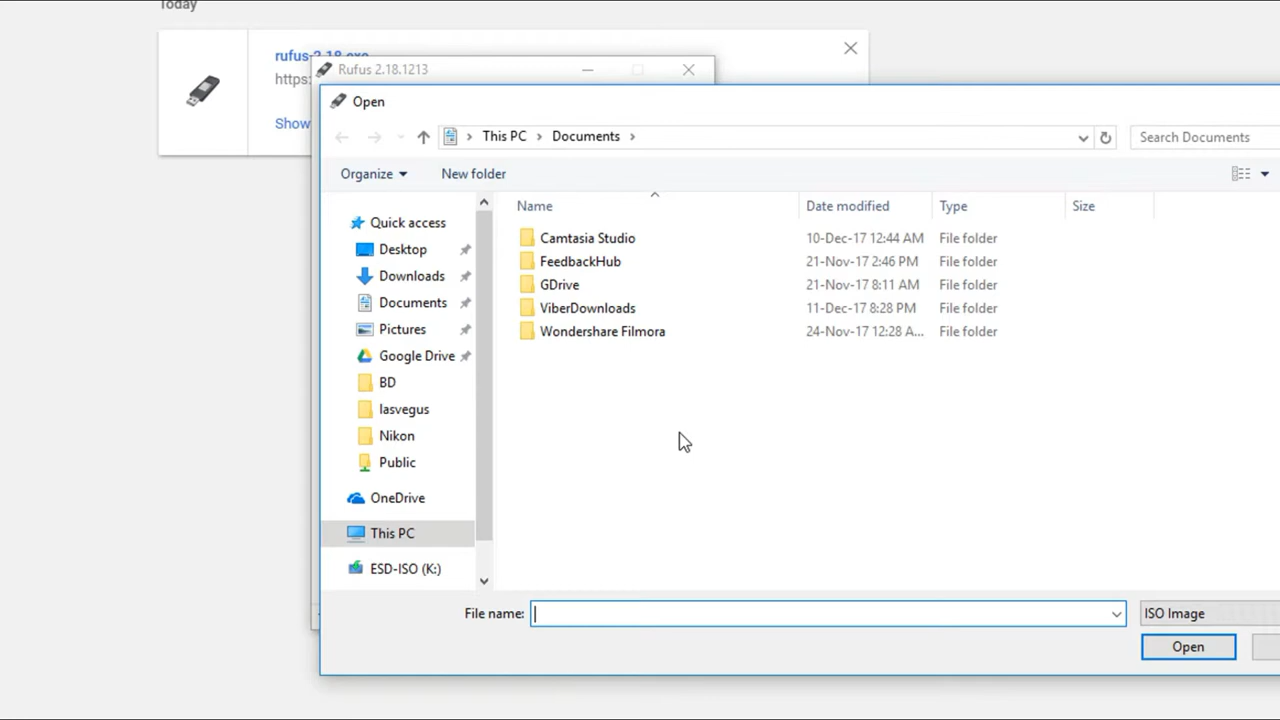 Today
rufus-2.18.exe
https:
Show
Rufus 2.18.1213
Open
This PC > Documents >
Search Documents
Organize
New folder
Name Date modified Type Size
Camtasia Studio 10-Dec-17 12:44 AM File folder
FeedbackHub 21-Nov-17 2:46 PM File folder
GDrive 21-Nov-17 8:11 AM File folder
ViberDownloads 11-Dec-17 8:28 PM File folder
Wondershare Filmora 24-Nov-17 12:28 A... File folder
Quick access
Desktop
Downloads
Documents
Pictures
Google Drive
BD
lasvegus
Nikon
Public
OneDrive
This PC
ESD-ISO (K:)
File name:
ISO Image
Open